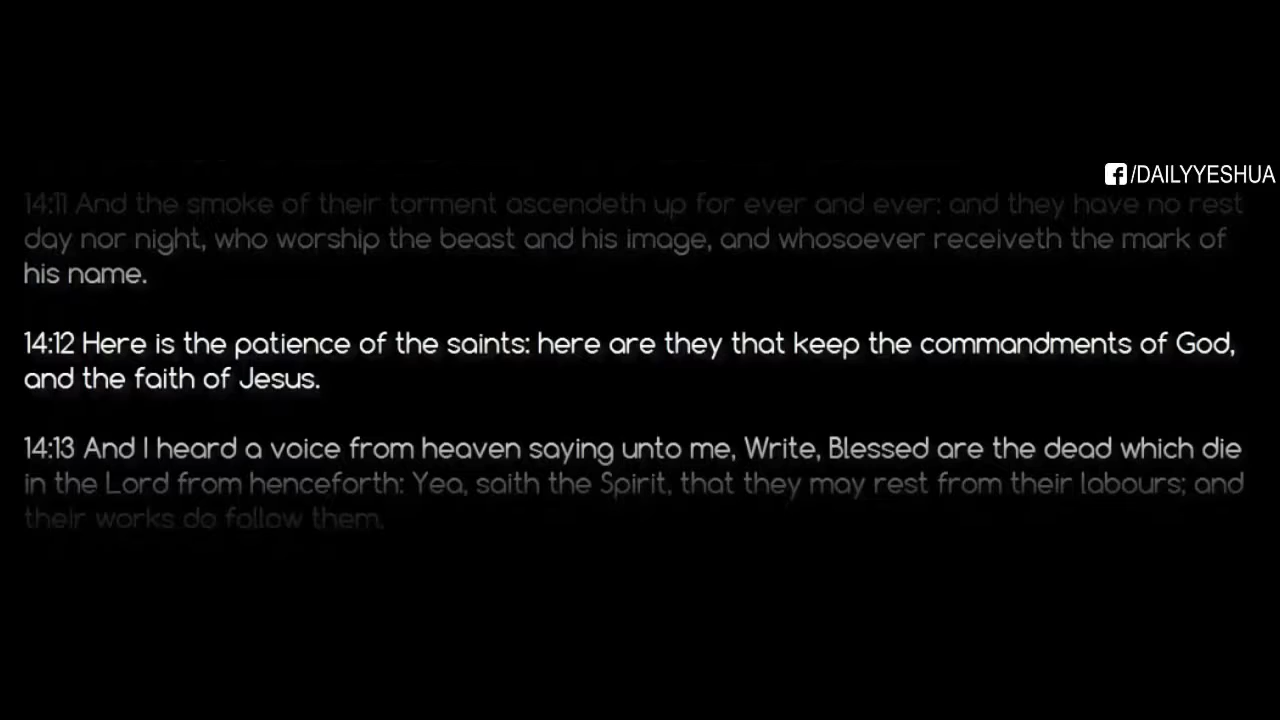 /DAILYYESHUA
14:11 And the smoke of their torment ascendeth up for ever and ever: and they have no rest
day nor night, who worship the beast and his image, and whosoever receiveth the mark of
his name.
14:12 Here is the patience of the saints: here are they that keep the commandments of God,
and the faith of Jesus.
14:13 And I heard a voice from heaven saying unto me, Write, Blessed are the dead which die
in the Lord from henceforth: Yea, saith the Spirit, that they may rest from their labours; and
their works do follow them.